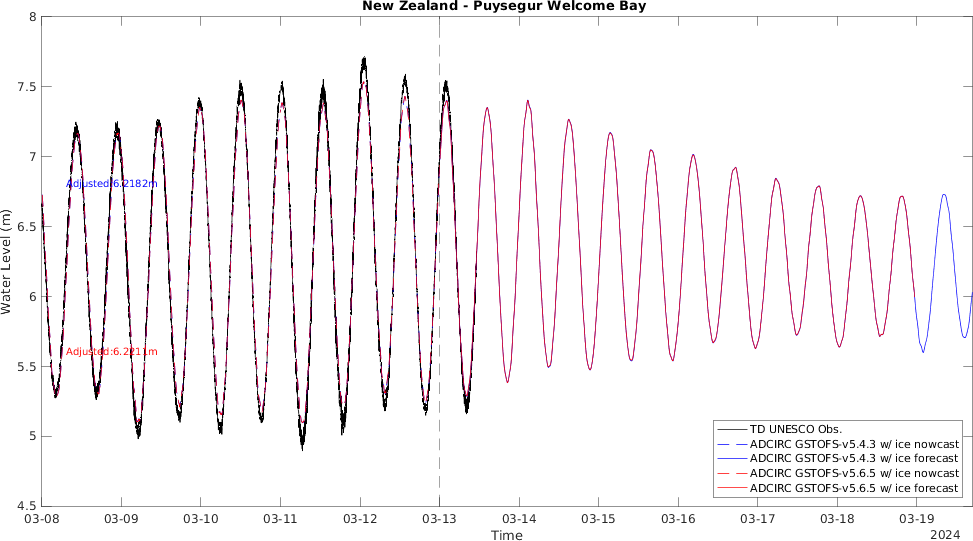 New Zealand - Puysegur Welcome Bay
8
7.5
7
6.5
6
5.5
5
4.5
Water Level (m)
Adjusted:6.2182m
Adjusted:6.2211m
TD UNESCO Obs.
ADCIRC GSTOFS-v5.4.3 w/ ice nowcast
ADCIRC GSTOFS-v5.4.3 w/ ice forecast
ADCIRC GSTOFS-v5.6.5 w/ ice nowcast
ADCIRC GSTOFS-v5.6.5 w/ ice forecast
03-08 03-09 03-10 03-11 03-12 03-13 03-14 03-15 03-16 03-17 03-18 03-19
Time
2024